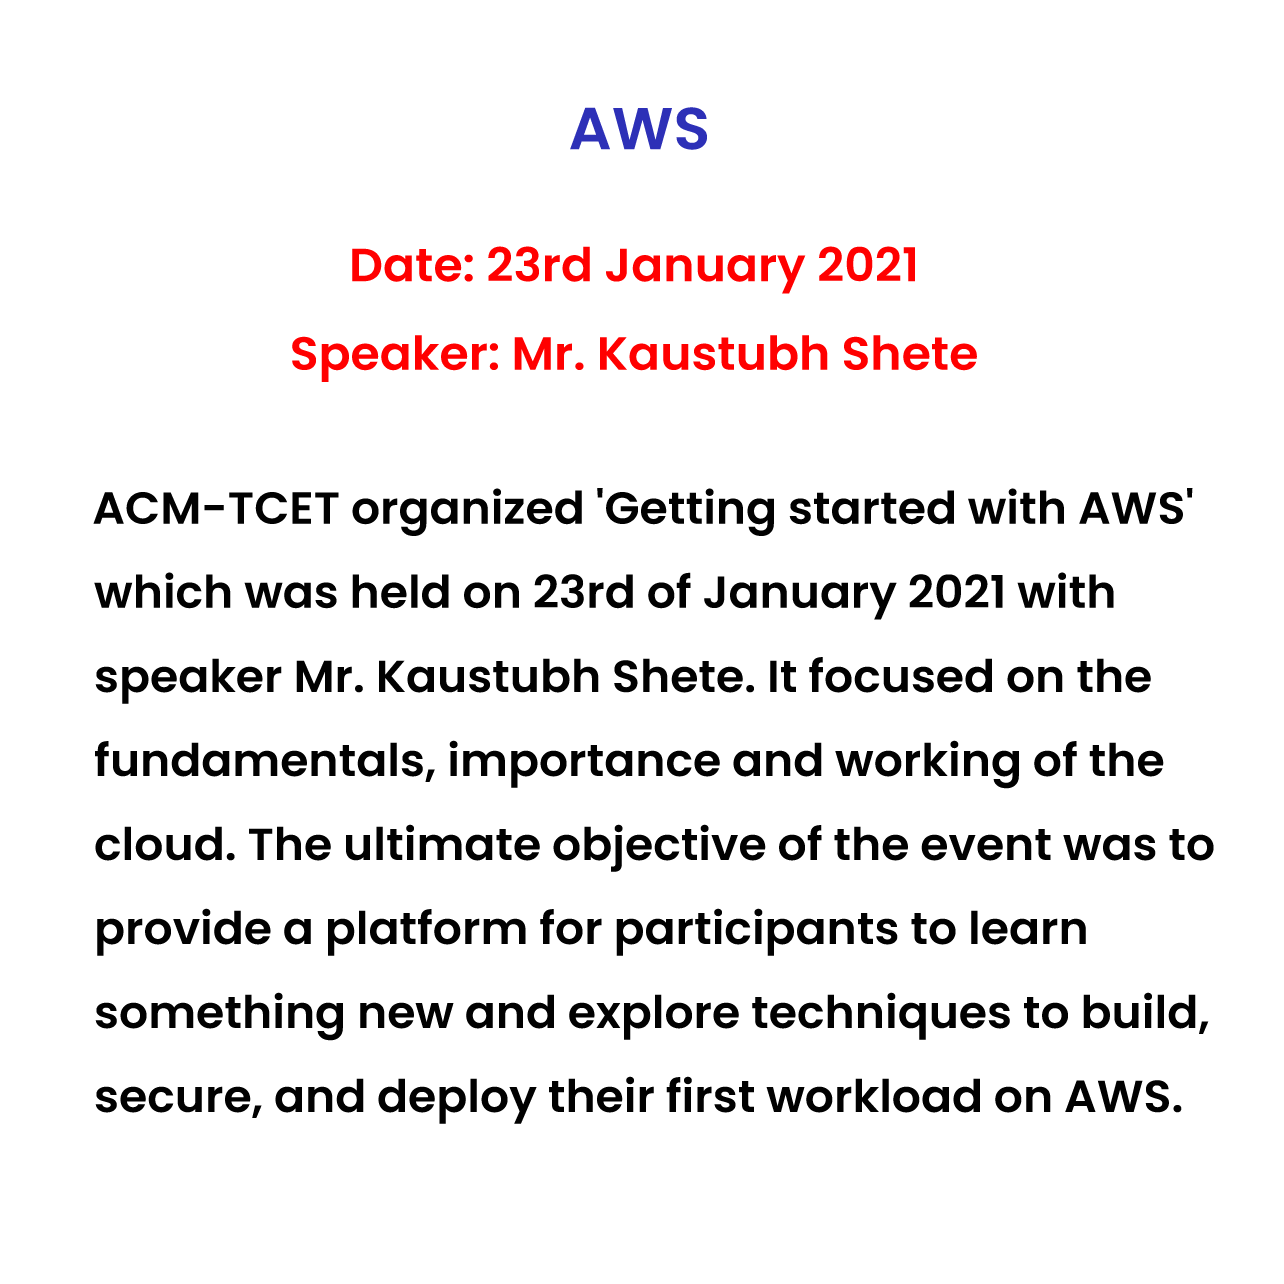 AWS
Date: 23rd January 2021
Speaker: Mr. Kaustubh Shete
ACM-TCET organized 'Getting started with AWS'
which was held on 23rd of January 2021 with
speaker Mr. Kaustubh Shete. It focused on the
fundamentals, importance and working of the
cloud. The ultimate objective of the event was to
provide a platform for participants to learn
something new and explore techniques to build,
secure, and deploy their first workload on AWS.